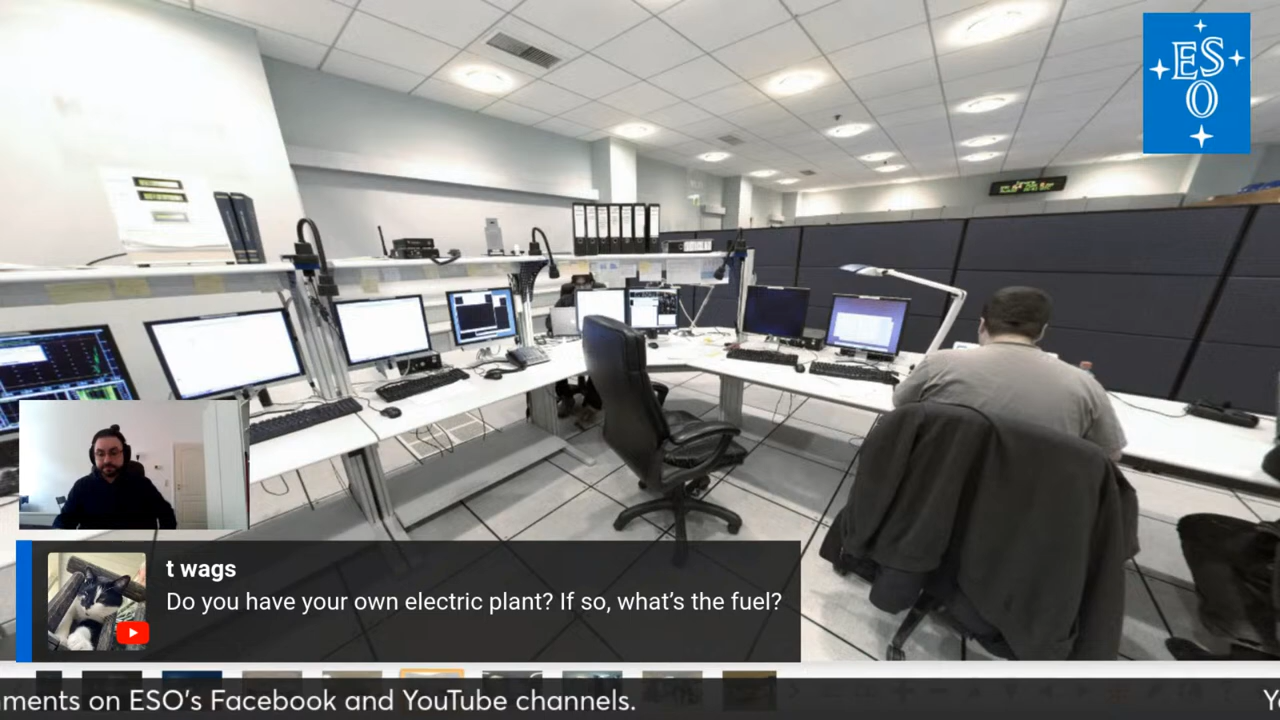 ESO
t wags
Do you have your own electric plant? If so, what's the fuel?
ments on ESO's Facebook and YouTube channels.